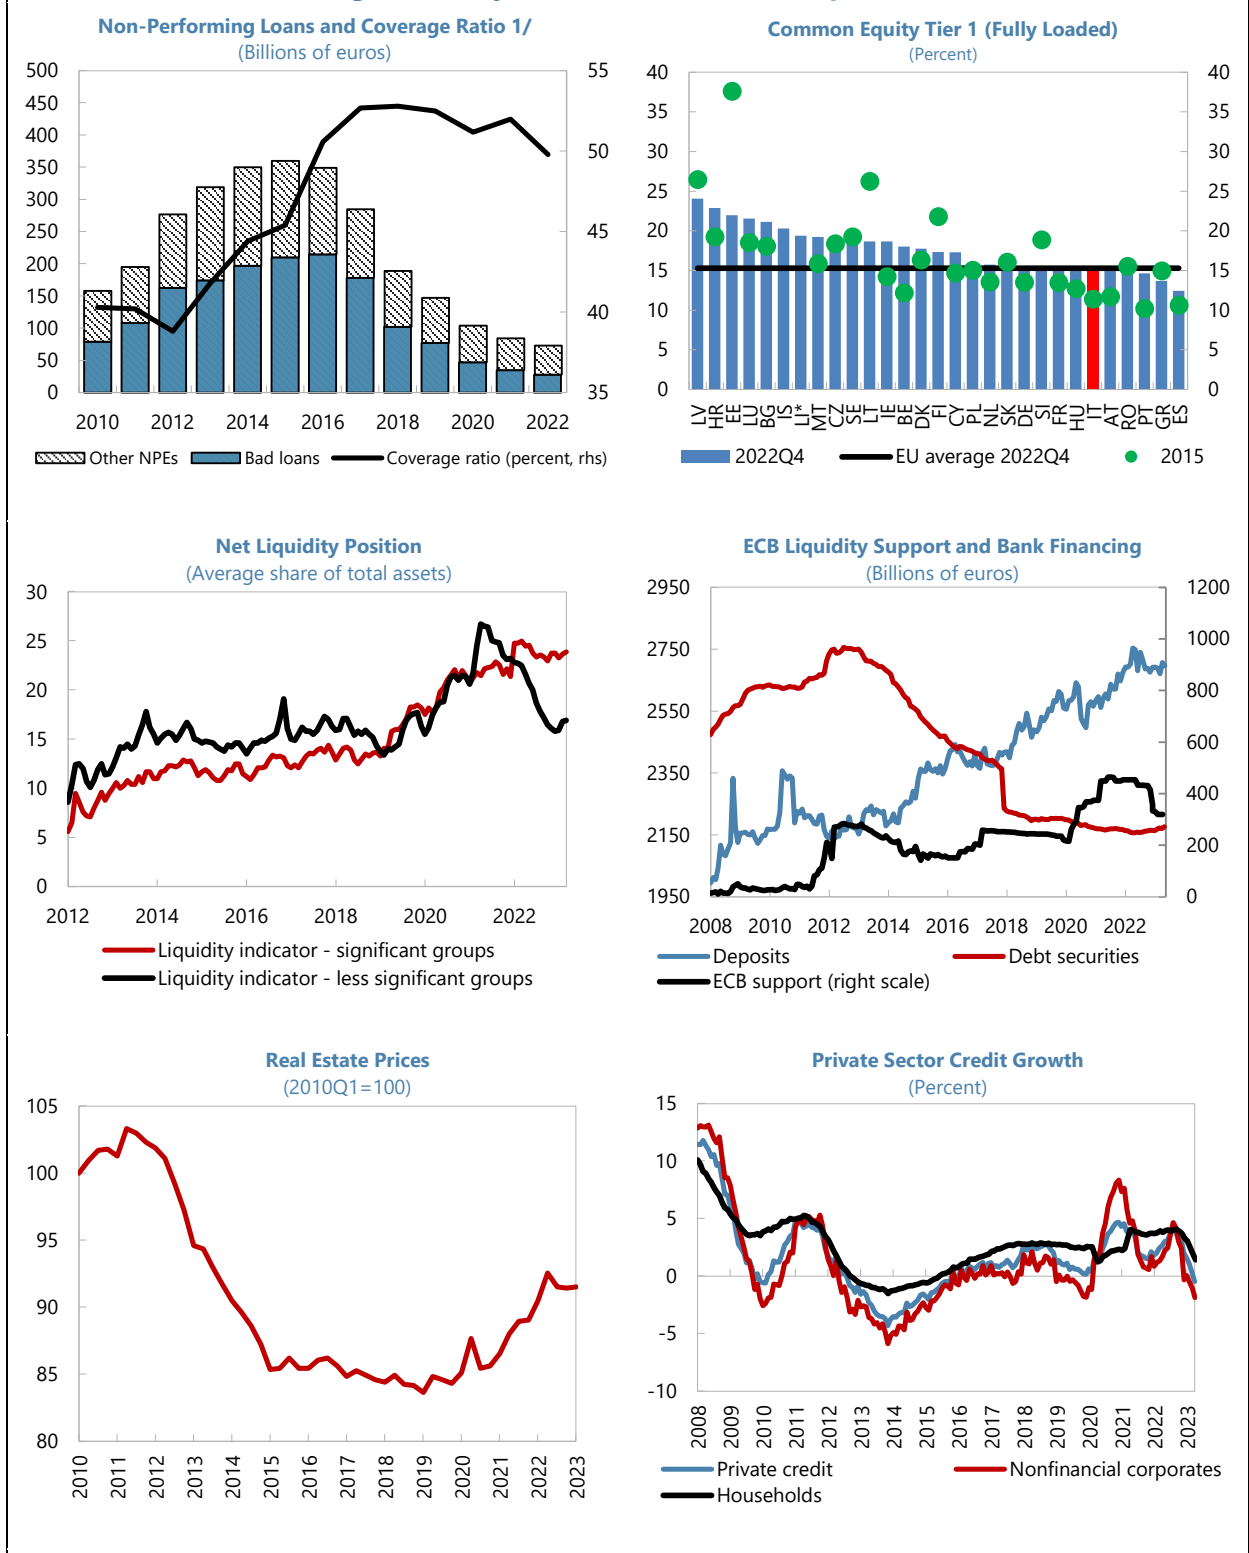 Non-Performing Loans and Coverage Ratio 1/
(Billions of euros)
500
450
400
350
300
250
200
150
100
50
0
55
50
45
40
35
2010 2012 2014 2016 2018 2020 2022
Other NPEs Bad loans Coverage ratio (percent, rhs)
Common Equity Tier 1 (Fully Loaded)
(Percent)
40
35
30
25
20
15
10
5
0
40
35
30
25
20
15
10
5
0
LV HR EE LU BG IS LI* MT CZ SE LT IE BE DK FI CY PL NL SK DE SI FR HU IT AT RO PT GR ES
2022Q4 EU average 2022Q4 2015
Net Liquidity Position
(Average share of total assets)
30
25
20
15
10
5
0
2012 2014 2016 2018 2020 2022
Liquidity indicator - significant groups
Liquidity indicator - less significant groups
ECB Liquidity Support and Bank Financing
(Billions of euros)
2950
2750
2550
2350
2150
1950
1200
1000
800
600
400
200
0
2008 2010 2012 2014 2016 2018 2020 2022
Deposits Debt securities
ECB support (right scale)
Real Estate Prices
(2010Q1=100)
105
100
95
90
85
80
2010 2011 2012 2013 2014 2015 2016 2017 2018 2019 2020 2021 2022 2023
Private Sector Credit Growth
(Percent)
15
10
5
0
-5
-10
2008 2009 2010 2011 2012 2013 2014 2015 2016 2017 2018 2019 2020 2021 2022 2023
Private credit Nonfinancial corporates
Households